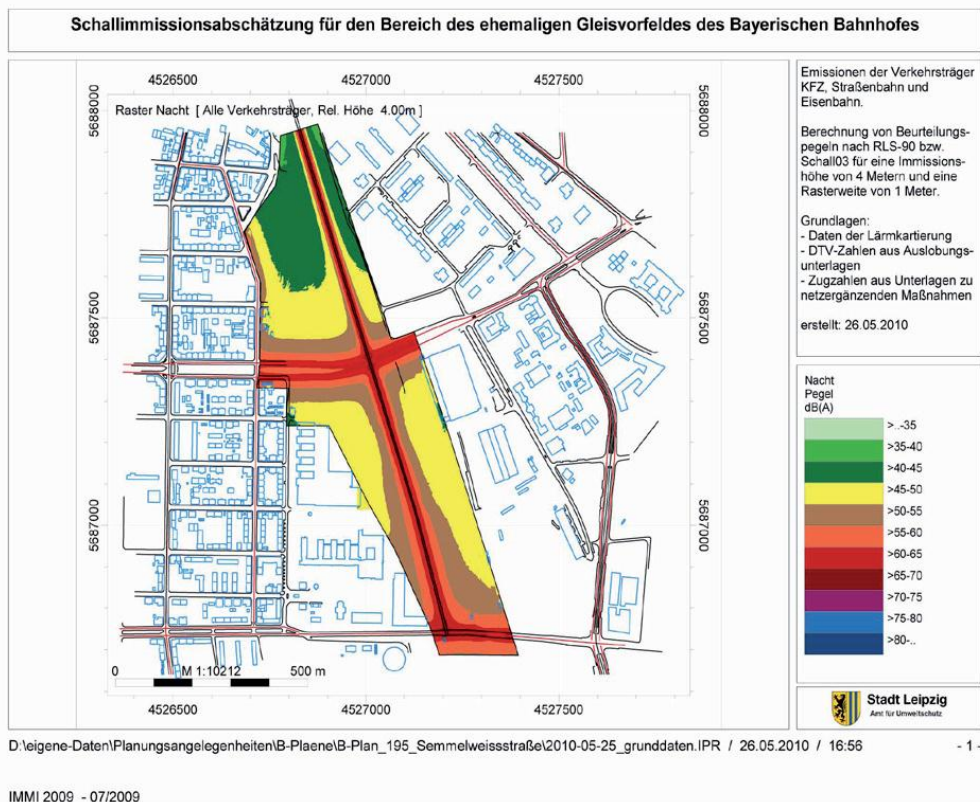 Schallimmissionsabschätzung für den Bereich des ehemaligen Gleisvorfeldes des Bayerischen Bahnhofes
4526500
4527000
4527500
5688000
5688000
Raster Nacht [ Alle Verkehrsträger, Rel. Höhe 4.00m ]
5687500
5687500
5687000
5687000
0
M 1:10212
500 m
4526500
4527000
4527500
Emissionen der Verkehrsträger
KFZ, Straßenbahn und
Eisenbahn.
Berechnung von Beurteilungs-
pegeln nach RLS-90 bzw.
Schall03 für eine Immissions-
höhe von 4 Metern und eine
Rasterweite von 1 Meter.
Grundlagen:
- Daten der Lärmkartierung
- DTV-Zahlen aus Auslobungs-
unterlagen
- Zugzahlen aus Unterlagen zu
netzergänzenden Maßnahmen
erstellt: 26.05.2010
Nacht
Pegel
dB(A)
>..-35
>35-40
>40-45
>45-50
>50-55
>55-60
>60-65
>65-70
>70-75
>75-80
>80-..
Stadt Leipzig
Amt für Umweltschutz
D:\eigene-Daten\Planungsangelegenheiten\B-Plaene\B-Plan_195_Semmelweissstraße\2010-05-25_grunddaten.IPR / 26.05.2010 / 16:56
- 1 -
IMMI 2009 - 07/2009